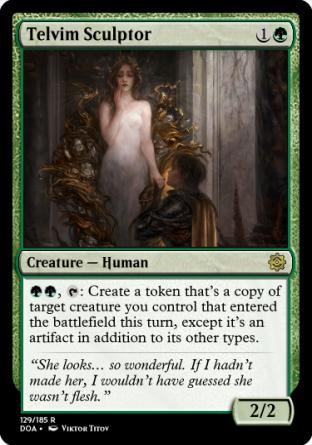 Telvim Sculptor 1
Creature — Human
: Create a token that's a copy of
target creature you control that entered
the battlefield this turn, except it's an
artifact in addition to its other types.
“She looks... so wonderful. If I hadn't
made her, I wouldn't have guessed she
wasn't flesh.”
129/185 R
DOA • Viktor Titov
2/2